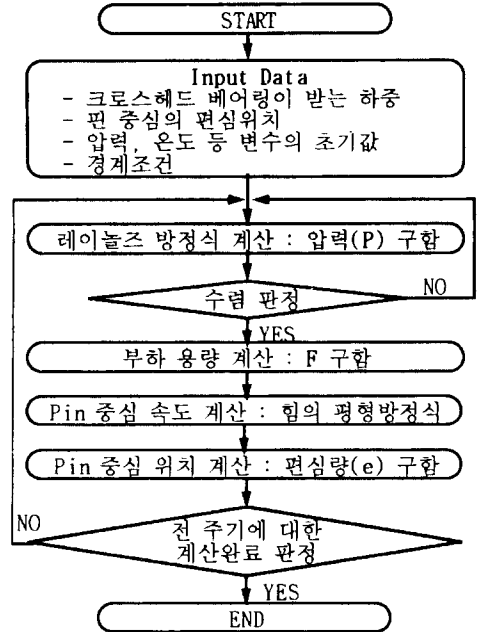 START
Input Data
- 크로스헤드 베어링이 받는 하중
- 핀 중심의 편심위치
- 압력, 온도 등 변수의 초기값
- 경계조건
레이놀즈 방정식 계산 : 압력(P) 구함
수렴 판정
NO
YES
부하 용량 계산 : F 구함
Pin 중심 속도 계산 : 힘의 평형방정식
Pin 중심 위치 계산 : 편심량(e) 구함
NO
전 주기에 대한
계산완료 판정
YES
END